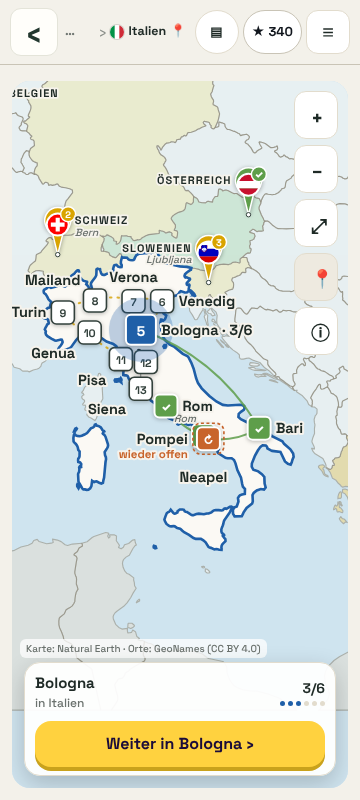 <
...
> Italien
★ 340
≡
BELGIEN
+
−
ÖSTERREICH
2
SCHWEIZ
Bern
SLOWENIEN
3
Ljubljana
Mailand
Verona
Turin
9
8
7
6
Venedig
10
5
Bologna · 3/6
Genua
11
12
Pisa
13
Siena
Rom
Rom
Pompei
wieder offen
Bari
Neapel
Karte: Natural Earth · Orte: GeoNames (CC BY 4.0)
Bologna
3/6
in Italien
Weiter in Bologna >